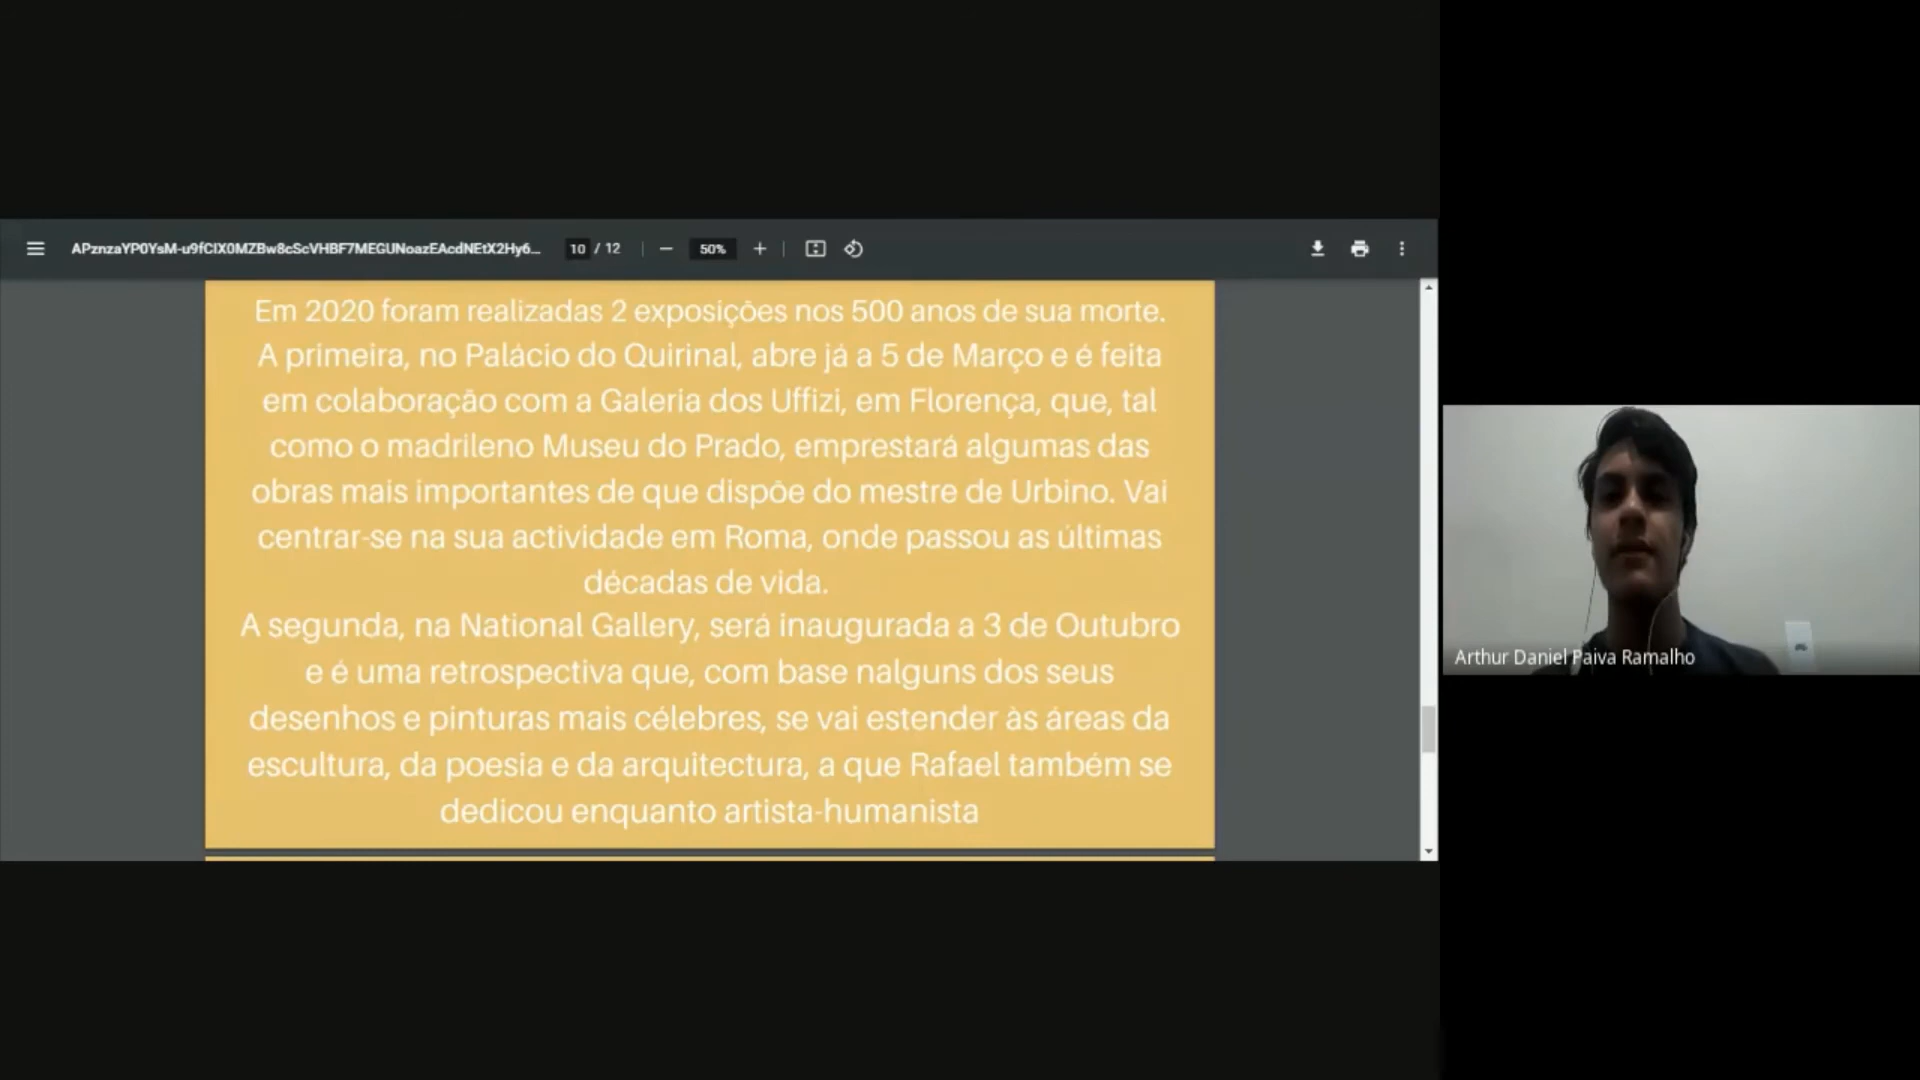 APznzaYP0YsM-u9fCIX0MZBw8cScVHBF7MEGUNoazEAcdNEtX2Hy6... 10 / 12 50%
Em 2020 foram realizadas 2 exposições nos 500 anos de sua morte.
A primeira, no Palácio do Quirinal, abre já a 5 de Março e é feita
em colaboração com a Galeria dos Uffizi, em Florença, que, tal
como o madrileno Museu do Prado, emprestará algumas das
obras mais importantes de que dispõe do mestre de Urbino. Vai
centrar-se na sua actividade em Roma, onde passou as últimas
décadas de vida.
A segunda, na National Gallery, será inaugurada a 3 de Outubro
e é uma retrospectiva que, com base nalguns dos seus
desenhos e pinturas mais célebres, se vai estender às áreas da
escultura, da poesia e da arquitectura, a que Rafael também se
dedicou enquanto artista-humanista
Arthur Daniel Paiva Ramalho